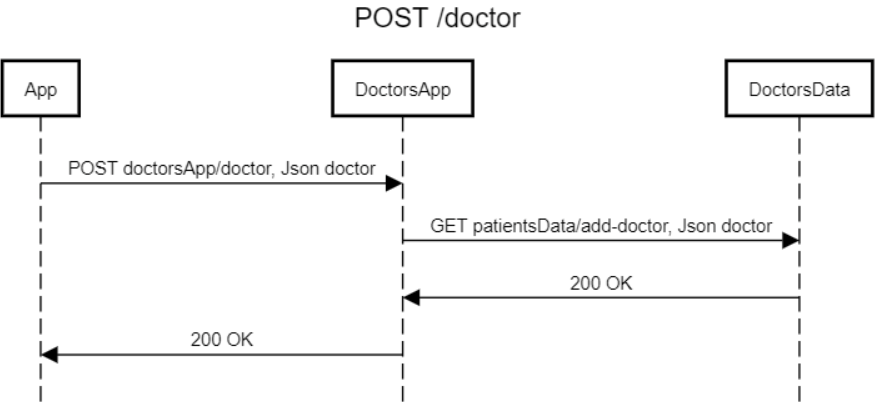 POST /doctor
App
DoctorsApp
DoctorsData
POST doctorsApp/doctor, Json doctor
GET patientsData/add-doctor, Json doctor
200 OK
200 OK